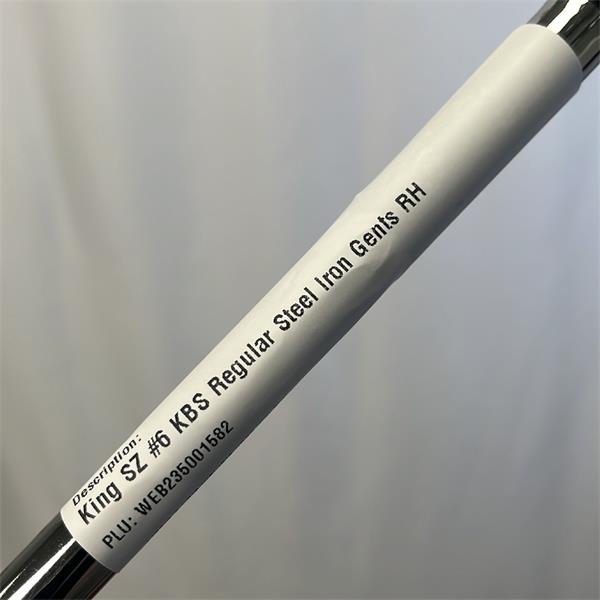 Description:
King SZ #6 KBS Regular Steel Iron Gents RH
PLU: WEB235001582